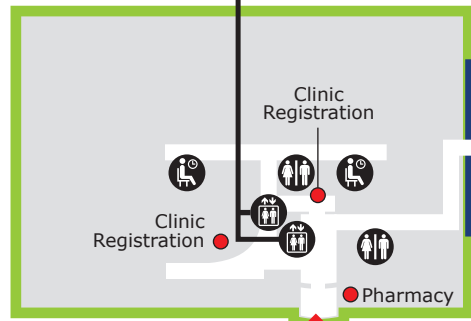 Clinic
Registration
Clinic
Registration
Pharmacy